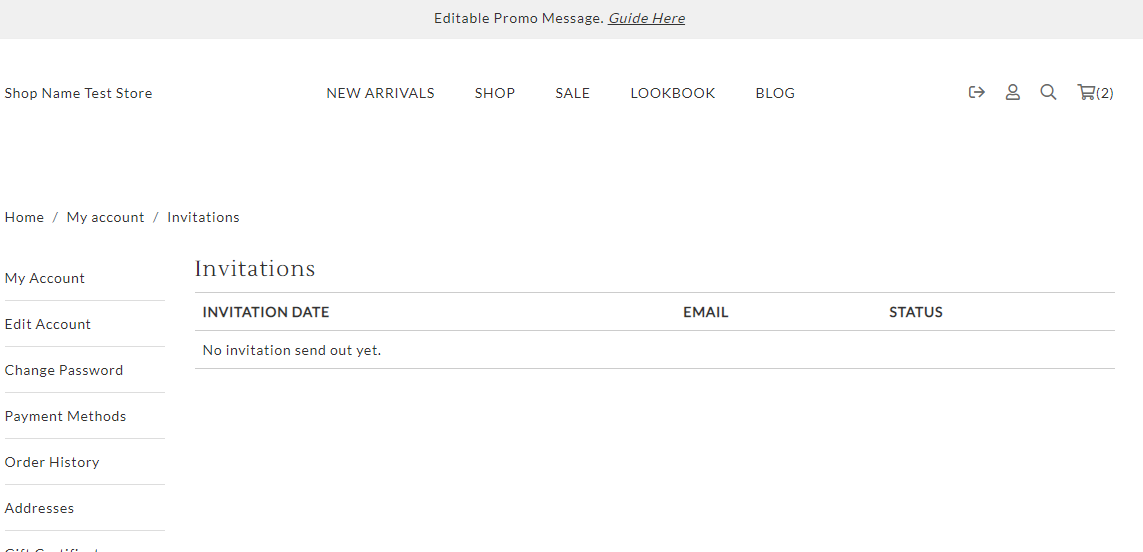 Editable Promo Message. Guide Here
Shop Name Test Store
NEW ARRIVALS SHOP SALE LOOKBOOK BLOG
(2)
Home / My account / Invitations
Invitations
My Account
INVITATION DATE EMAIL STATUS
Edit Account
No invitation send out yet.
Change Password
Payment Methods
Order History
Addresses